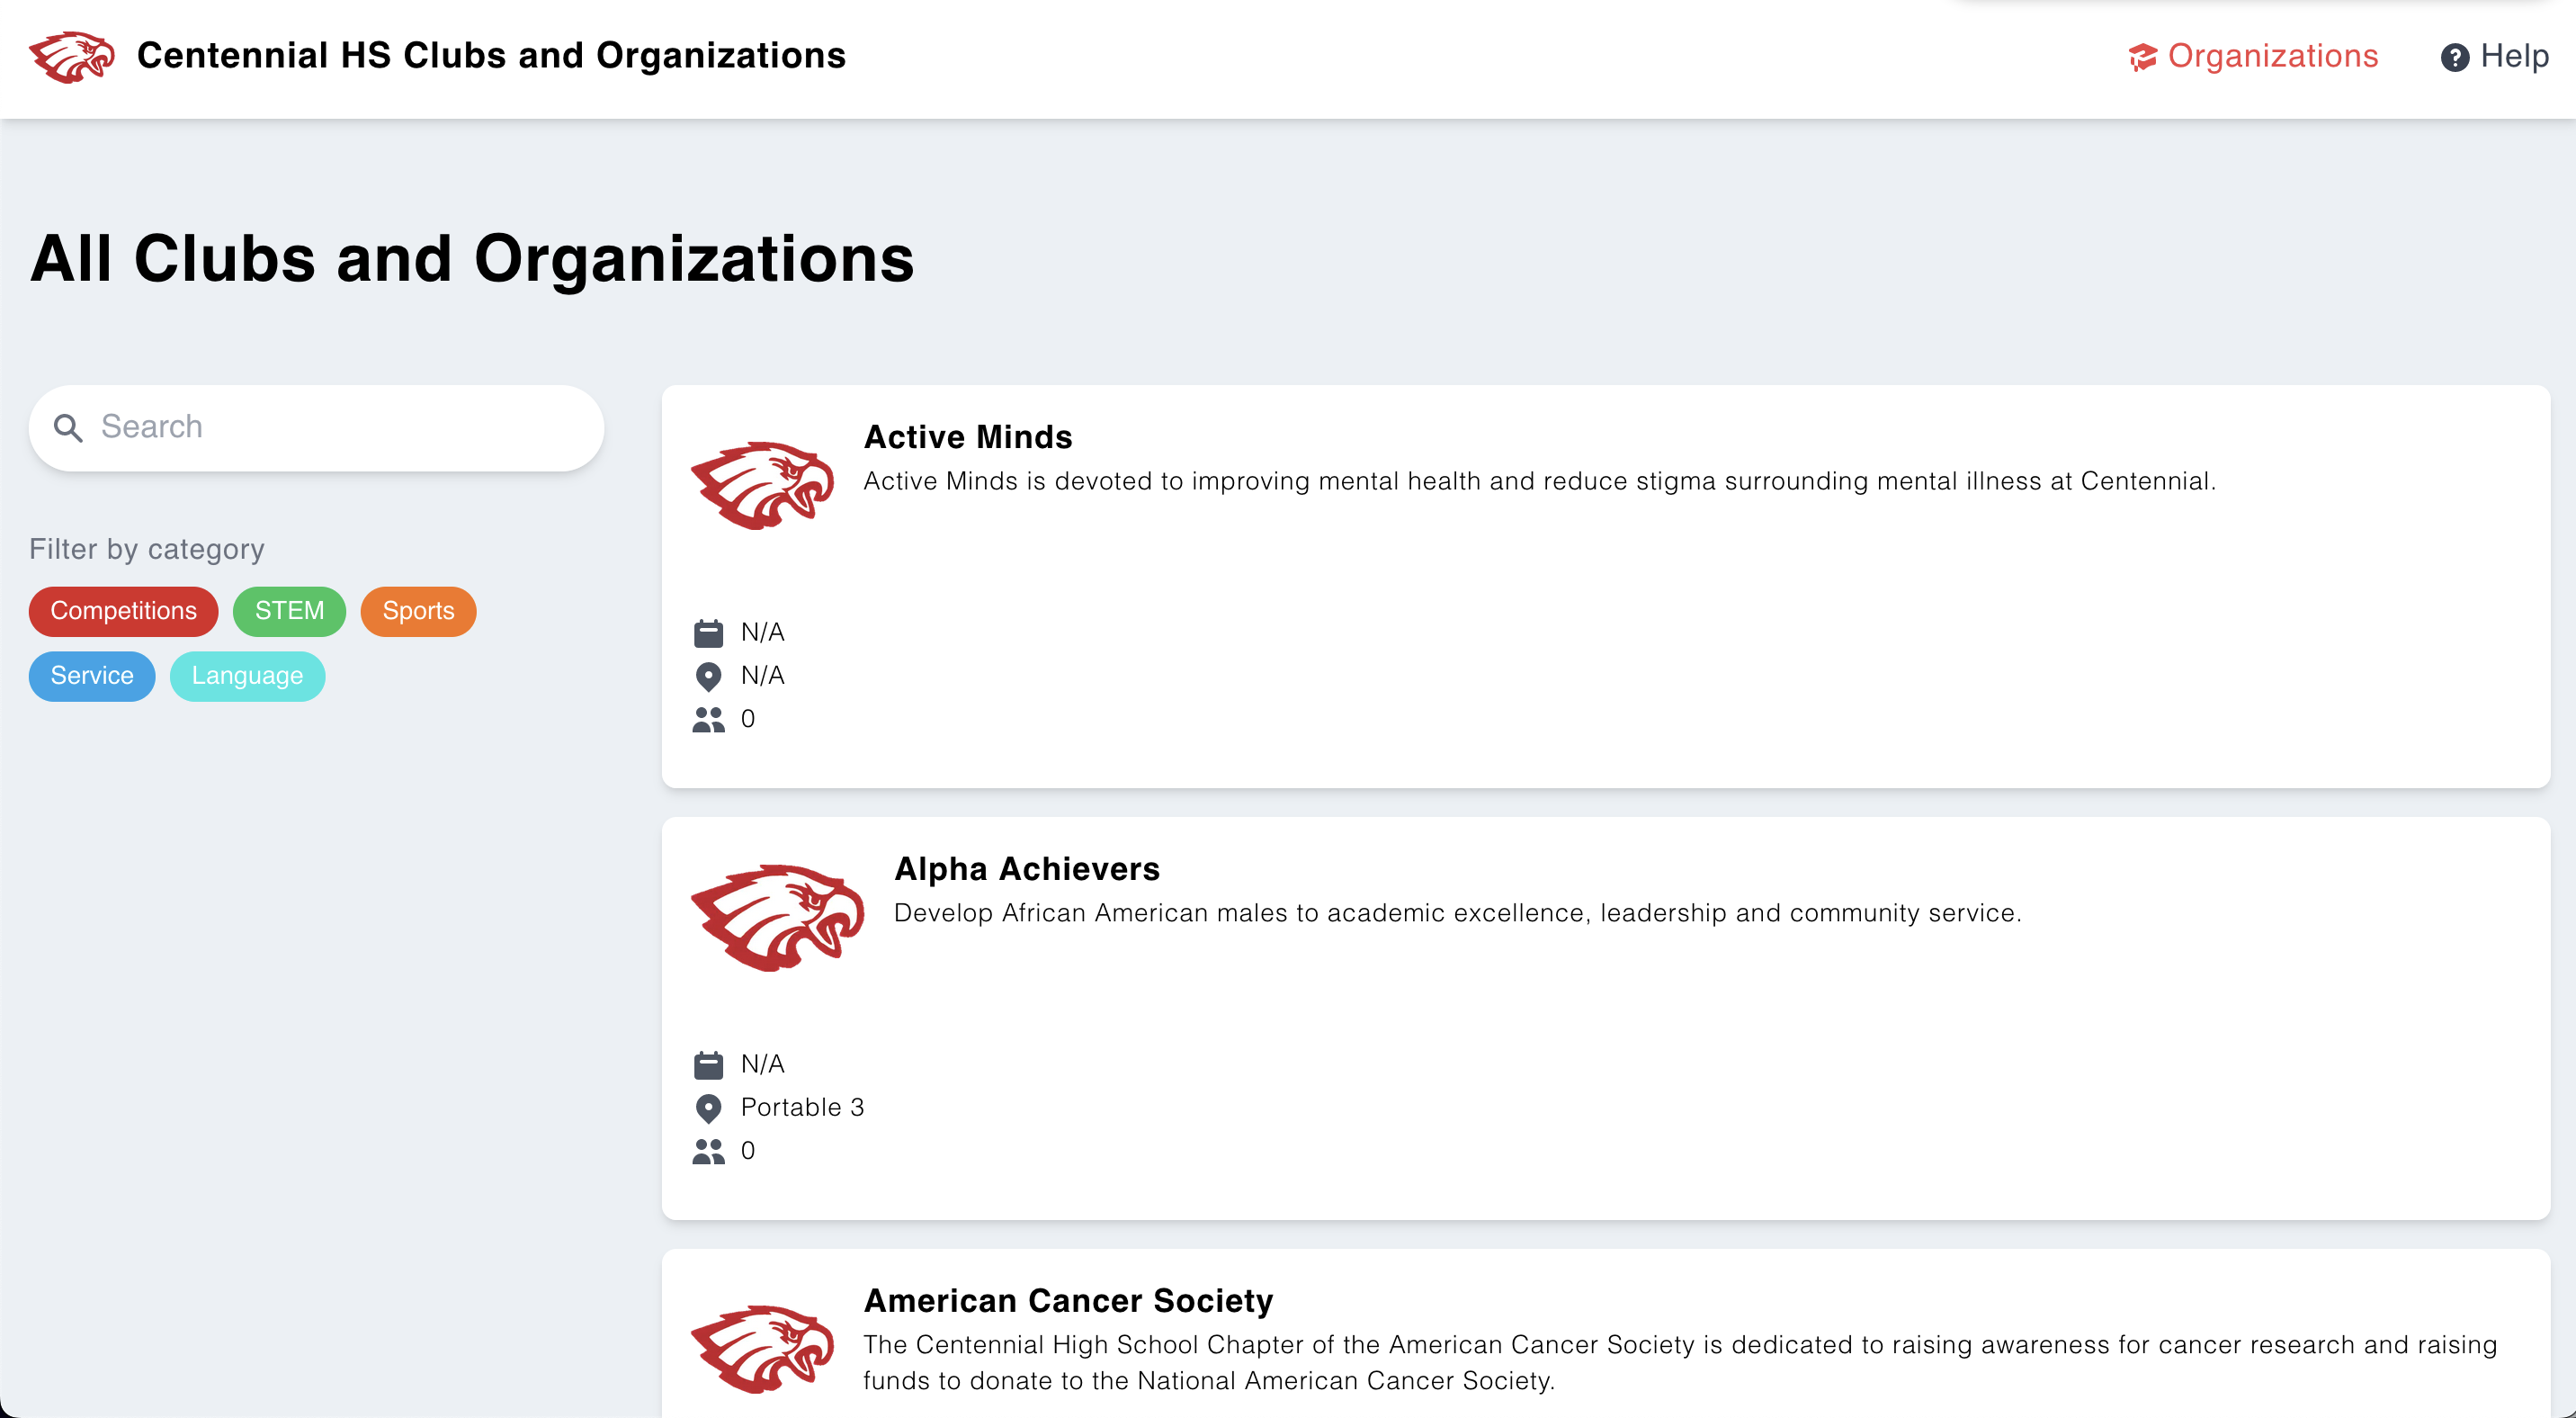 Centennial HS Clubs and Organizations
Organizations
Help
All Clubs and Organizations
Search
Filter by category
Competitions
STEM
Sports
Service
Language
Active Minds
Active Minds is devoted to improving mental health and reduce stigma surrounding mental illness at Centennial.
N/A
N/A
0
Alpha Achievers
Develop African American males to academic excellence, leadership and community service.
N/A
Portable 3
0
American Cancer Society
The Centennial High School Chapter of the American Cancer Society is dedicated to raising awareness for cancer research and raising
funds to donate to the National American Cancer Society.